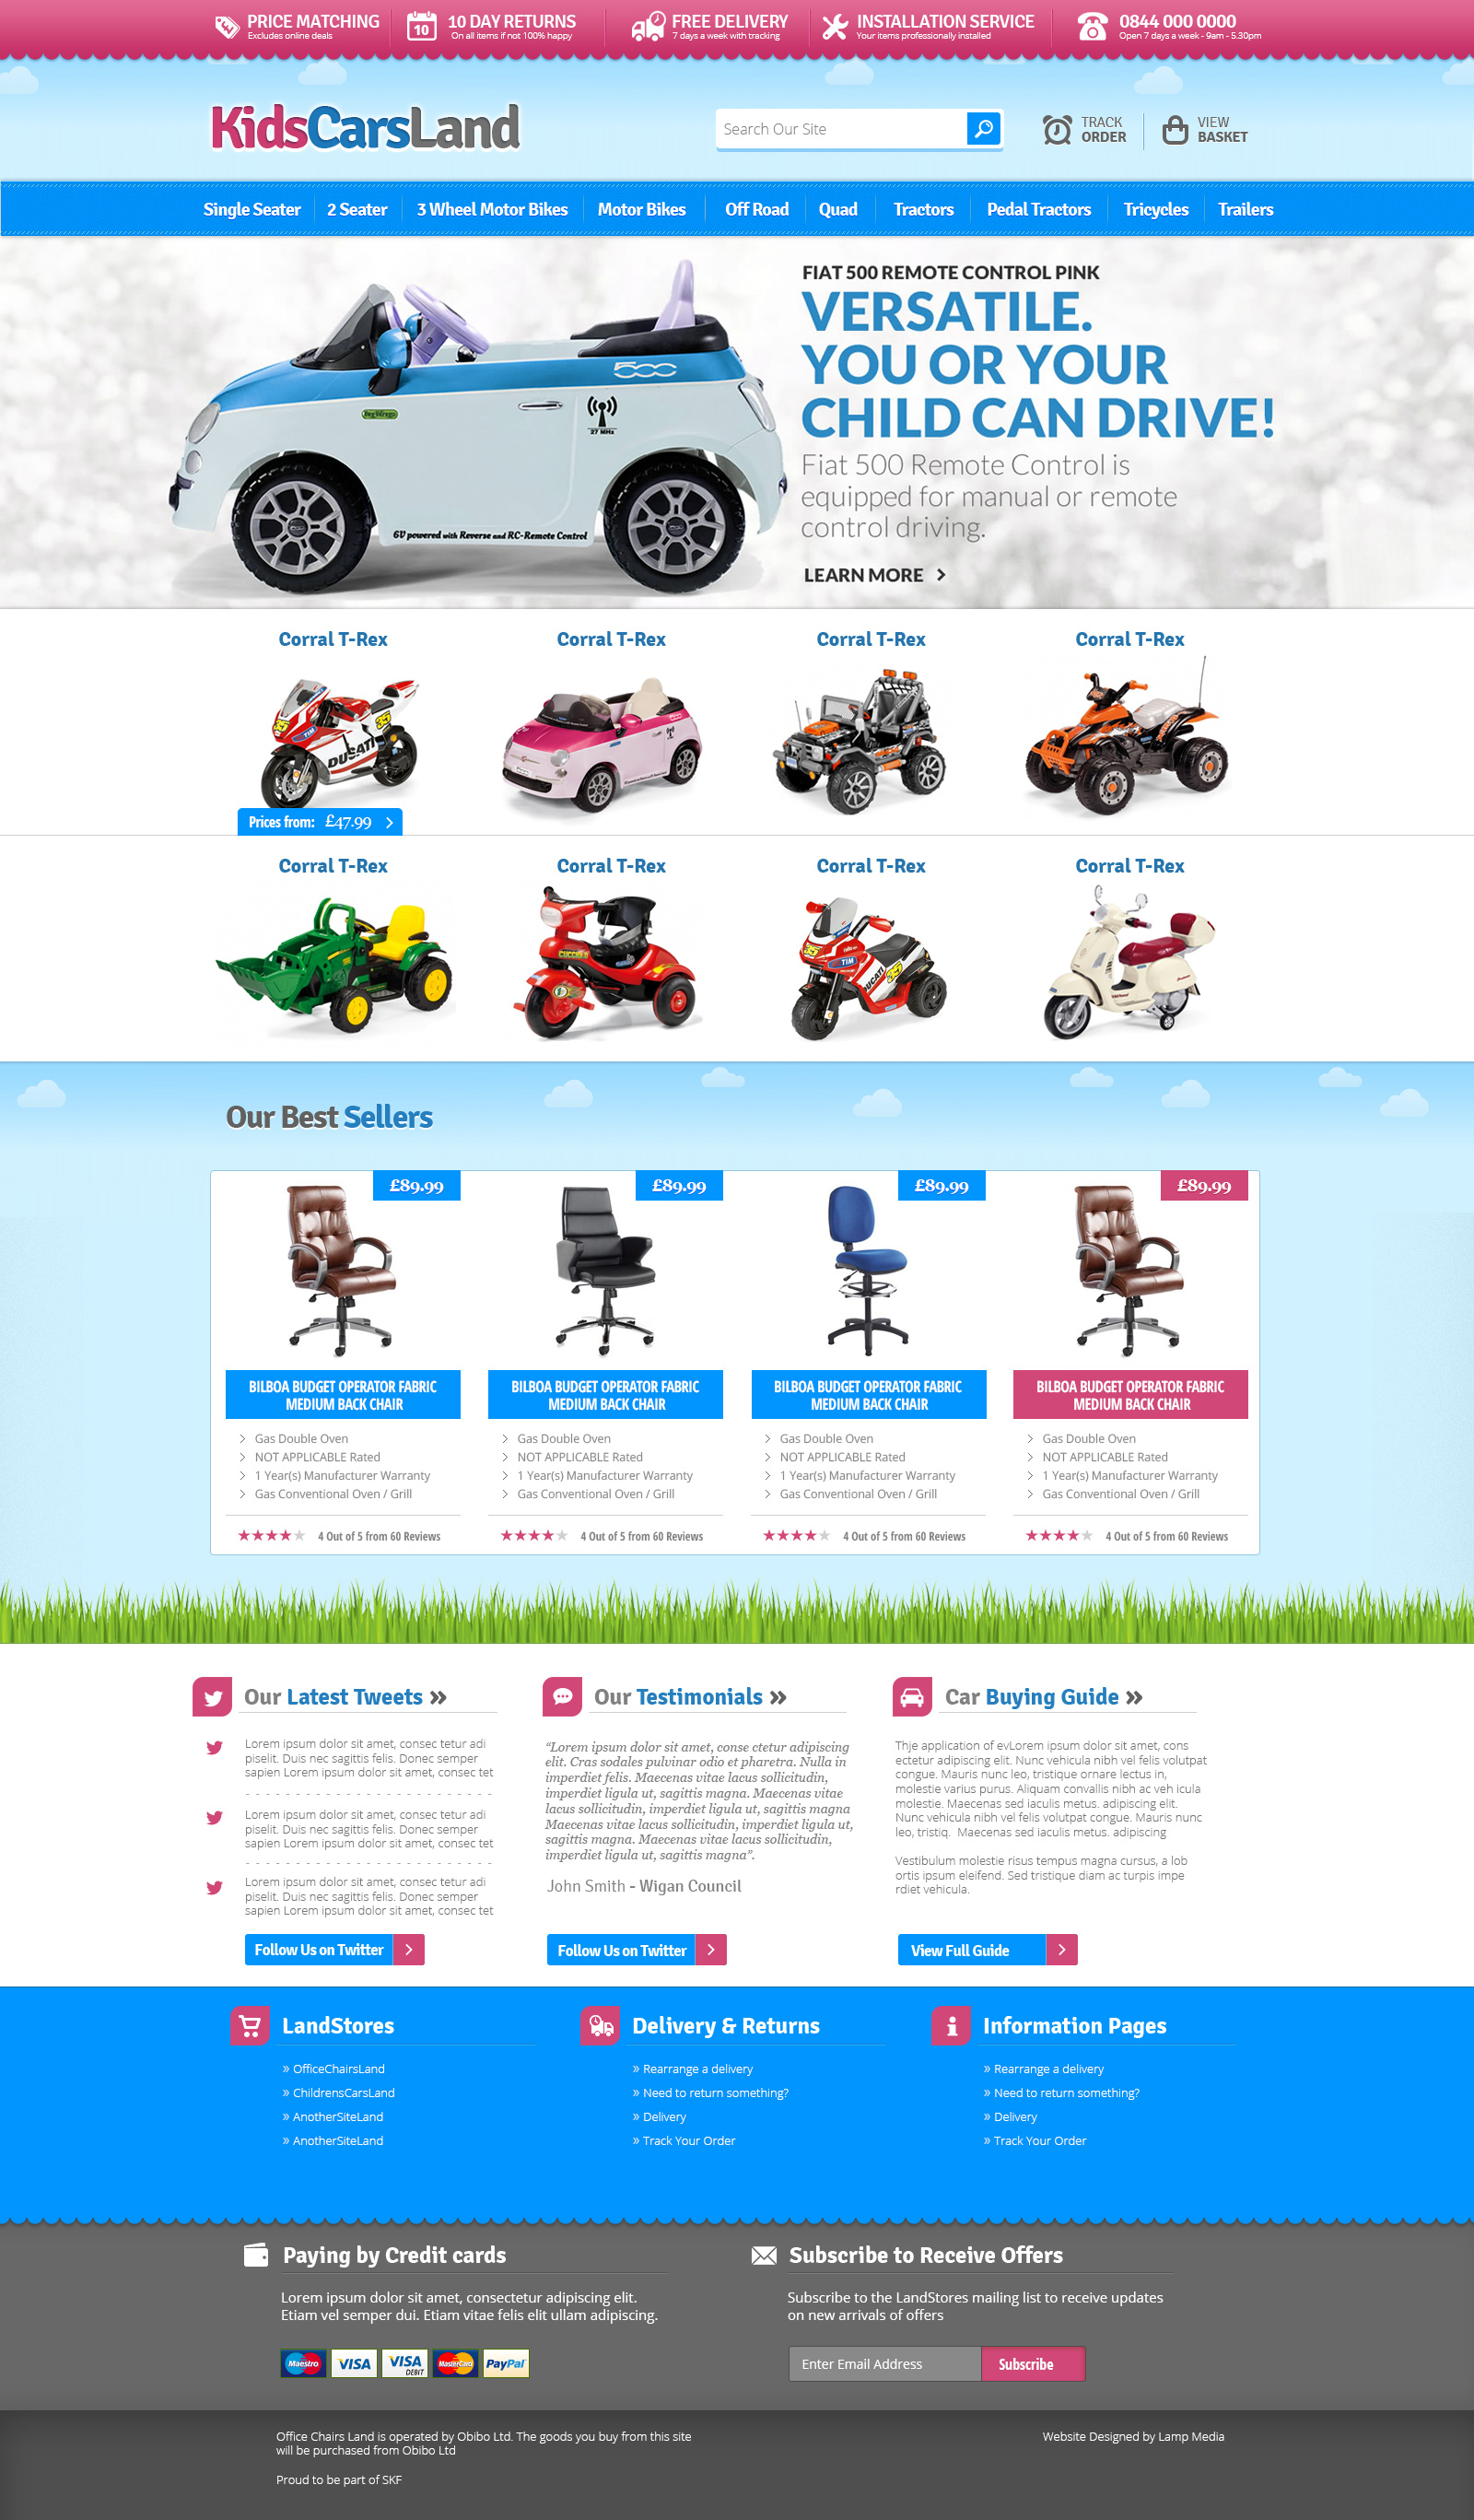 PRICE MATCHING
Excludes online deals
10
10 DAY RETURNS
On all items if not 100% happy
FREE DELIVERY
7 days a week with tracking
INSTALLATION SERVICE
Your items professionally installed
0844 000 0000
Open 7 days a week - 9am - 5.30pm
KidsCarsLand
Search Our Site
TRACK
ORDER
VIEW
BASKET
Single Seater
2 Seater
3 Wheel Motor Bikes
Motor Bikes
Off Road
Quad
Tractors
Pedal Tractors
Tricycles
Trailers
FIAT 500 REMOTE CONTROL PINK
VERSATILE.
YOU OR YOUR
CHILD CAN DRIVE!
Fiat 500 Remote Control is
equipped for manual or remote
control driving.
LEARN MORE
500
27 MHz
6V powered with Reverse and RC-Remote Control
Corral T-Rex
Corral T-Rex
Corral T-Rex
Corral T-Rex
35
TIM
35
DUCATI
Prices from: £47.99
Corral T-Rex
Corral T-Rex
Corral T-Rex
Corral T-Rex
35
TIM
DUCATI
35
Our Best Sellers
£89.99
£89.99
£89.99
£89.99
BILBOA BUDGET OPERATOR FABRIC
MEDIUM BACK CHAIR
Gas Double Oven
NOT APPLICABLE Rated
1 Year(s) Manufacturer Warranty
Gas Conventional Oven / Grill
4 Out of 5 from 60 Reviews
BILBOA BUDGET OPERATOR FABRIC
MEDIUM BACK CHAIR
Gas Double Oven
NOT APPLICABLE Rated
1 Year(s) Manufacturer Warranty
Gas Conventional Oven / Grill
4 Out of 5 from 60 Reviews
BILBOA BUDGET OPERATOR FABRIC
MEDIUM BACK CHAIR
Gas Double Oven
NOT APPLICABLE Rated
1 Year(s) Manufacturer Warranty
Gas Conventional Oven / Grill
4 Out of 5 from 60 Reviews
BILBOA BUDGET OPERATOR FABRIC
MEDIUM BACK CHAIR
Gas Double Oven
NOT APPLICABLE Rated
1 Year(s) Manufacturer Warranty
Gas Conventional Oven / Grill
4 Out of 5 from 60 Reviews
Our Latest Tweets »
Lorem ipsum dolor sit amet, consec tetur adi
piselit. Duis nec sagittis felis. Donec semper
sapien Lorem ipsum dolor sit amet, consec tet
Lorem ipsum dolor sit amet, consec tetur adi
piselit. Duis nec sagittis felis. Donec semper
sapien Lorem ipsum dolor sit amet, consec tet
Lorem ipsum dolor sit amet, consec tetur adi
piselit. Duis nec sagittis felis. Donec semper
sapien Lorem ipsum dolor sit amet, consec tet
Follow Us on Twitter
Our Testimonials »
“Lorem ipsum dolor sit amet, conse ctetur adipiscing
elit. Cras sodales pulvinar odio et pharetra. Nulla in
imperdiet felis. Maecenas vitae lacus sollicitudin,
imperdiet ligula ut, sagittis magna. Maecenas vitae
lacus sollicitudin, imperdiet ligula ut, sagittis magna
Maecenas vitae lacus sollicitudin, imperdiet ligula ut,
sagittis magna. Maecenas vitae lacus sollicitudin,
imperdiet ligula ut, sagittis magna”.
John Smith - Wigan Council
Follow Us on Twitter
Car Buying Guide »
Thje application of evLorem ipsum dolor sit amet, cons
ectetur adipiscing elit. Nunc vehicula nibh vel felis volutpat
congue. Mauris nunc leo, tristique ornare lectus in,
molestie varius purus. Aliquam convallis nibh ac veh icula
molestie. Maecenas sed iaculis metus. adipiscing elit.
Nunc vehicula nibh vel felis volutpat congue. Mauris nunc
leo, tristiq.  Maecenas sed iaculis metus. adipiscing
Vestibulum molestie risus tempus magna cursus, a lob
ortis ipsum eleifend. Sed tristique diam ac turpis impe
rdiet vehicula.
View Full Guide
LandStores
» OfficeChairsLand
» ChildrensCarsLand
» AnotherSiteLand
» AnotherSiteLand
Delivery & Returns
» Rearrange a delivery
» Need to return something?
» Delivery
» Track Your Order
Information Pages
» Rearrange a delivery
» Need to return something?
» Delivery
» Track Your Order
Paying by Credit cards
Lorem ipsum dolor sit amet, consectetur adipiscing elit.
Etiam vel semper dui. Etiam vitae felis elit ullam adipiscing.
Maestro
VISA
VISA DEBIT
MasterCard
PayPal
Subscribe to Receive Offers
Subscribe to the LandStores mailing list to receive updates
on new arrivals of offers
Enter Email Address
Subscribe
Office Chairs Land is operated by Obibo Ltd. The goods you buy from this site
will be purchased from Obibo Ltd
Proud to be part of SKF
Website Designed by Lamp Media